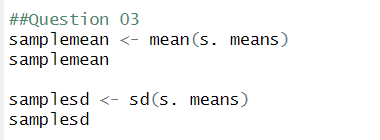 ##Question 03
samplemean <- mean(s. means)
samplemean
samplesd <- sd(s. means)
samplesd